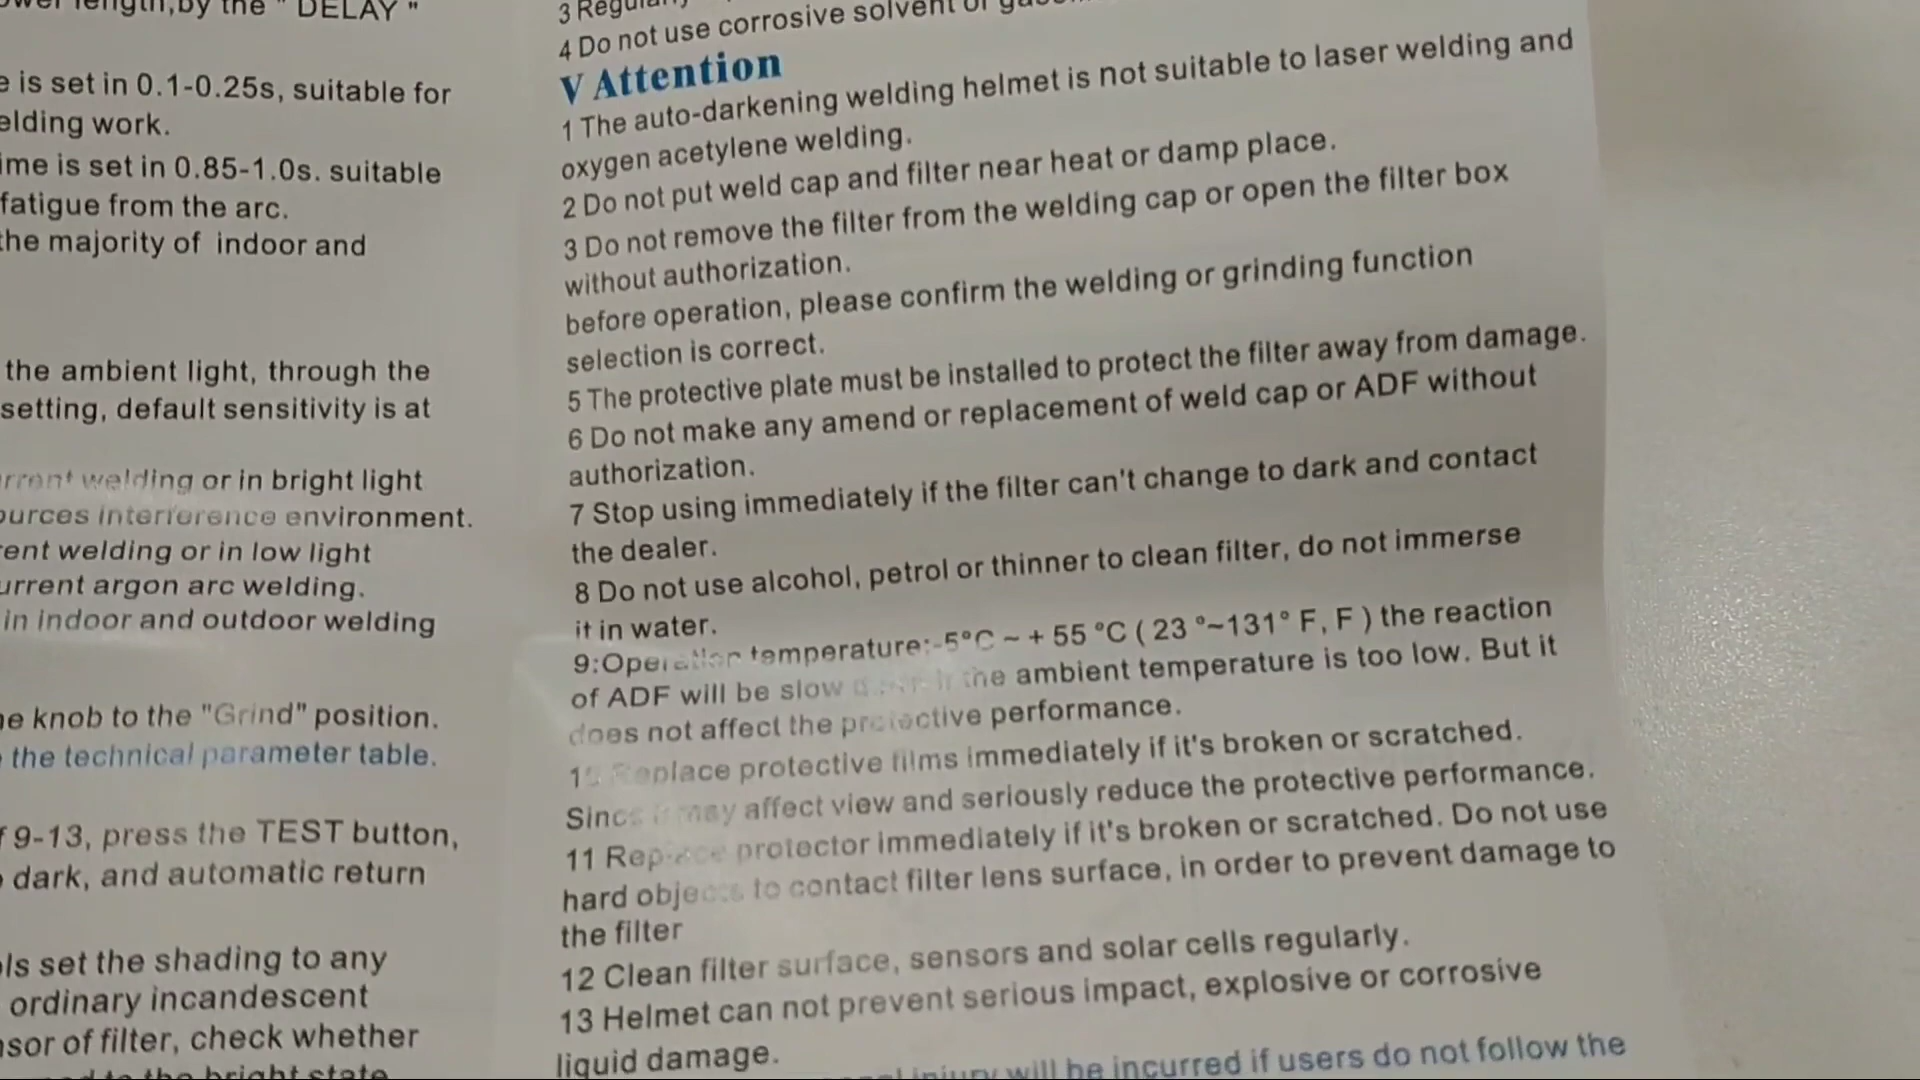 length,by the " DELAY "
is set in 0.1-0.25s, suitable for
work.
is set in 0.85-1.0s. suitable
fatigue from the arc.
the majority of indoor and
the ambient light, through the
setting, default sensitivity is at
welding or in bright light
interference environment.
welding or in low light
argon arc welding.
in indoor and outdoor welding
knob to the "Grind" position.
the technical parameter table.
9-13, press the TEST button,
dark, and automatic return
set the shading to any
ordinary incandescent
of filter, check whether
to the bright state
3
4 Do not use corrosive solvent or
V Attention
1 The auto-darkening welding helmet is not suitable to laser welding and
oxygen acetylene welding.
2 Do not put weld cap and filter near heat or damp place.
3 Do not remove the filter from the welding cap or open the filter box
without authorization.
before operation, please confirm the welding or grinding function
selection is correct.
5 The protective plate must be installed to protect the filter away from damage.
6 Do not make any amend or replacement of weld cap or ADF without
authorization.
7 Stop using immediately if the filter can't change to dark and contact
the dealer.
8 Do not use alcohol, petrol or thinner to clean filter, do not immerse
it in water.
9:Operation temperature:-5°C ~ + 55 °C ( 23 °~131° F, F ) the reaction
of ADF will be slow the ambient temperature is too low. But it
does not affect the protective performance.
Replace protective films immediately if it's broken or scratched.
Since it may affect view and seriously reduce the protective performance.
11 Replace protector immediately if it's broken or scratched. Do not use
hard objects to contact filter lens surface, in order to prevent damage to
the filter
12 Clean filter surface, sensors and solar cells regularly.
13 Helmet can not prevent serious impact, explosive or corrosive
liquid damage.
injury will be incurred if users do not follow the